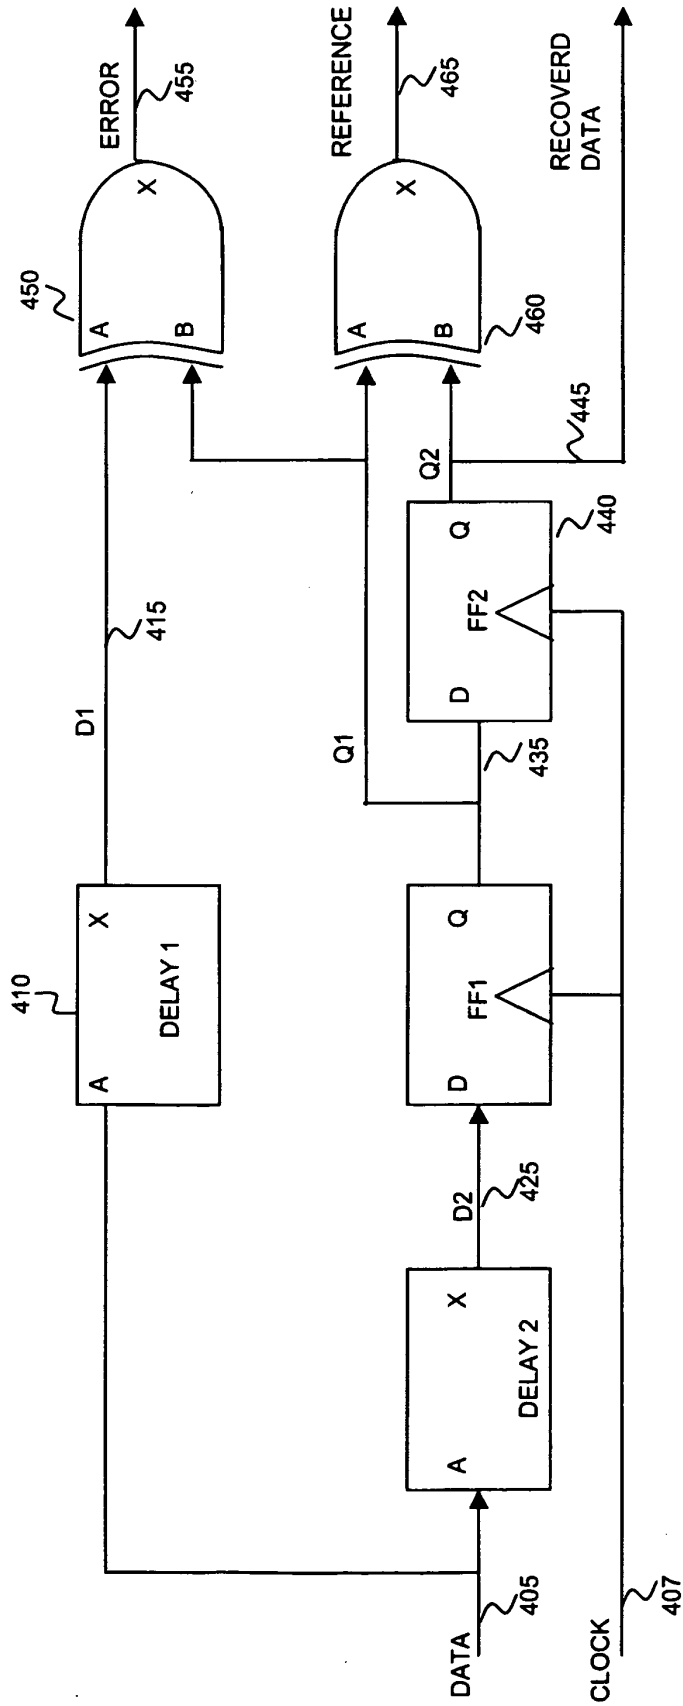 410
A
X
DELAY 1
D1
415
450
A
B
X
ERROR
455
DATA
405
A
X
DELAY 2
D2
425
D
Q
FF1
435
Q1
D
Q
FF2
440
Q2
445
A
B
X
460
REFERENCE
465
RECOVERD
DATA
CLOCK
407